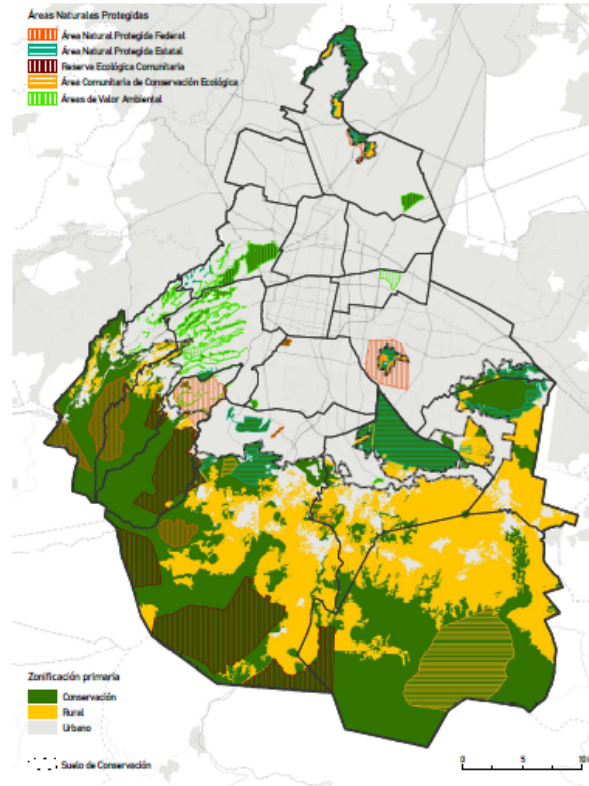 Áreas Naturales Protegidas
Área Natural Protegida Federal
Área Natural Protegida Estatal
Reserva Ecológica Comunitaria
Área Comunitaria de Conservación Ecológica
Áreas de Valor Ambiental
Zonificación primaria
Conservación
Rural
Urbano
Suelo de Conservación
0 5 10